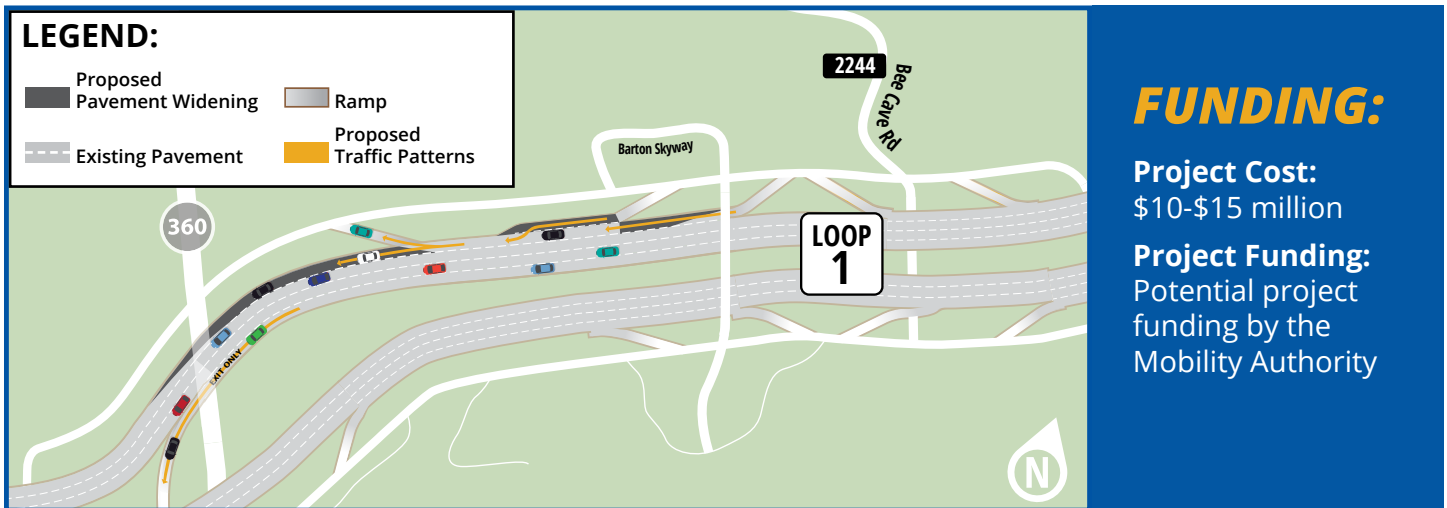 LEGEND:
Proposed
Pavement Widening
Ramp
Existing Pavement
Proposed
Traffic Patterns
2244
Bee Cave Rd
Barton Skyway
360
LOOP
1
EXIT ONLY
N
FUNDING:
Project Cost:
$10-$15 million
Project Funding:
Potential project
funding by the
Mobility Authority